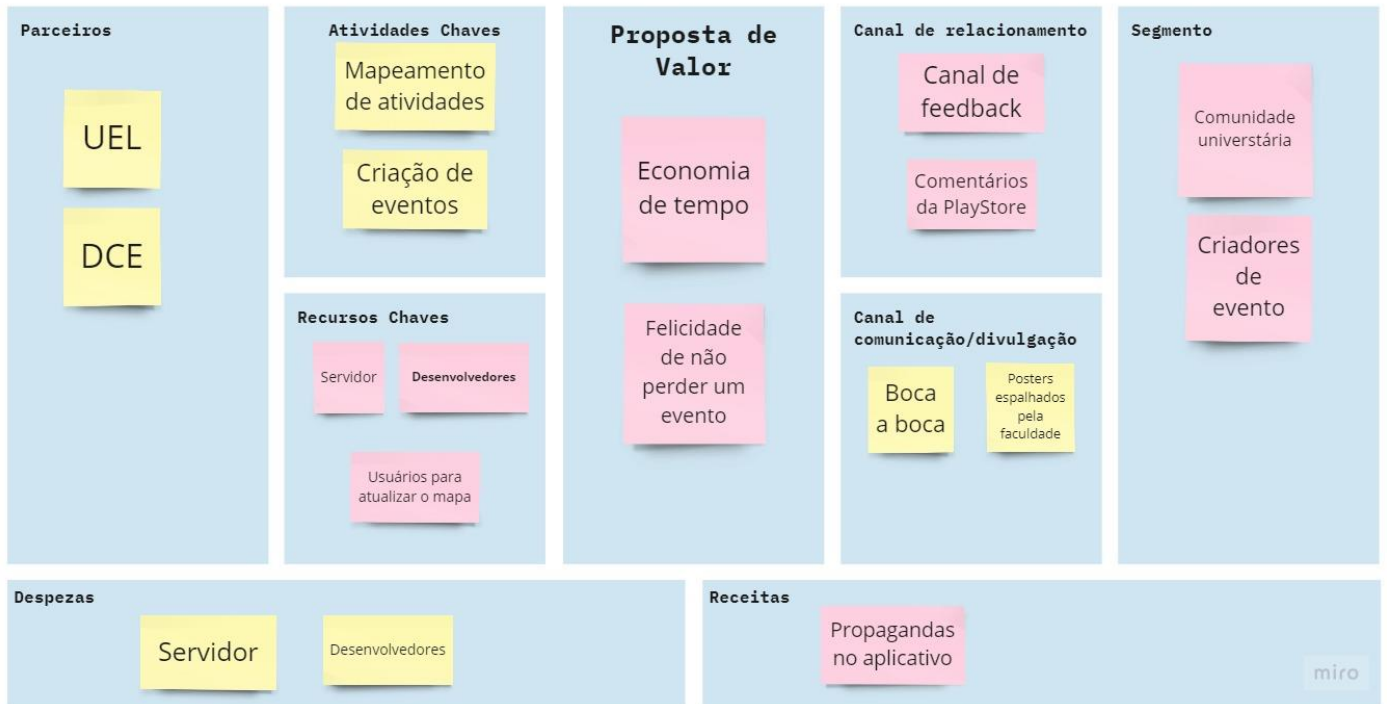 Parceiros
UEL
DCE
Atividades Chaves
Mapeamento
de atividades
Criação de
eventos
Recursos Chaves
Servidor
Desenvolvedores
Usuários para
atualizar o mapa
Proposta de
Valor
Economia
de tempo
Felicidade
de não
perder um
evento
Canal de relacionamento
Canal de
feedback
Comentários
da PlayStore
Canal de
comunicação/divulgação
Boca
a boca
Posters
espalhados
pela
faculdade
Segmento
Comunidade
universtária
Criadores
de
evento
Despezas
Servidor
Desenvolvedores
Receitas
Propagandas
no aplicativo
miro